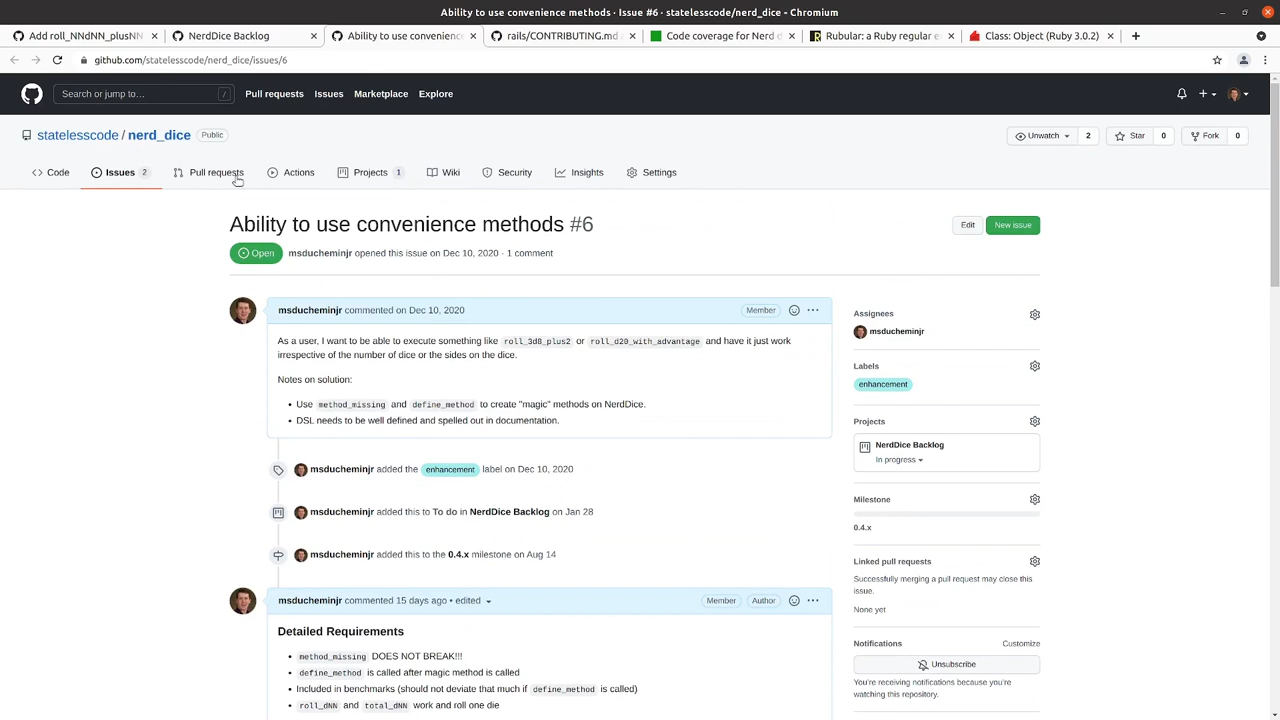 Ability to use convenience methods · Issue #6 · statelesscode/nerd_dice - Chromium
Add roll_NNdNN_plusNN
NerdDice Backlog
Ability to use convenience
rails/CONTRIBUTING.md
Code coverage for Nerd d
Rubular: a Ruby regular e
Class: Object (Ruby 3.0.2)
github.com/statelesscode/nerd_dice/issues/6
Search or jump to…
/
Pull requests
Issues
Marketplace
Explore
statelesscode / nerd_dice
Public
Unwatch
2
Star
0
Fork
0
Code
Issues 2
Pull requests
Actions
Projects 1
Wiki
Security
Insights
Settings
Ability to use convenience methods #6
Edit
New issue
Open
msducheminjr opened this issue on Dec 10, 2020 · 1 comment
msducheminjr commented on Dec 10, 2020
Member
As a user, I want to be able to execute something like roll_3d8_plus2 or roll_d20_with_advantage and have it just work
irrespective of the number of dice or the sides on the dice.
Notes on solution:
• Use method_missing and define_method to create "magic" methods on NerdDice.
• DSL needs to be well defined and spelled out in documentation.
msducheminjr added the enhancement label on Dec 10, 2020
msducheminjr added this to To do in NerdDice Backlog on Jan 28
msducheminjr added this to the 0.4.x milestone on Aug 14
msducheminjr commented 15 days ago • edited
Member
Author
Detailed Requirements
• method_missing DOES NOT BREAK!!!
• define_method is called after magic method is called
• Included in benchmarks (should not deviate that much if define_method is called)
• roll_dNN and total_dNN work and roll one die
Assignees
msducheminjr
Labels
enhancement
Projects
NerdDice Backlog
In progress
Milestone
0.4.x
Linked pull requests
Successfully merging a pull request may close this
issue.
None yet
Notifications
Customize
Unsubscribe
You're receiving notifications because you're
watching this repository.